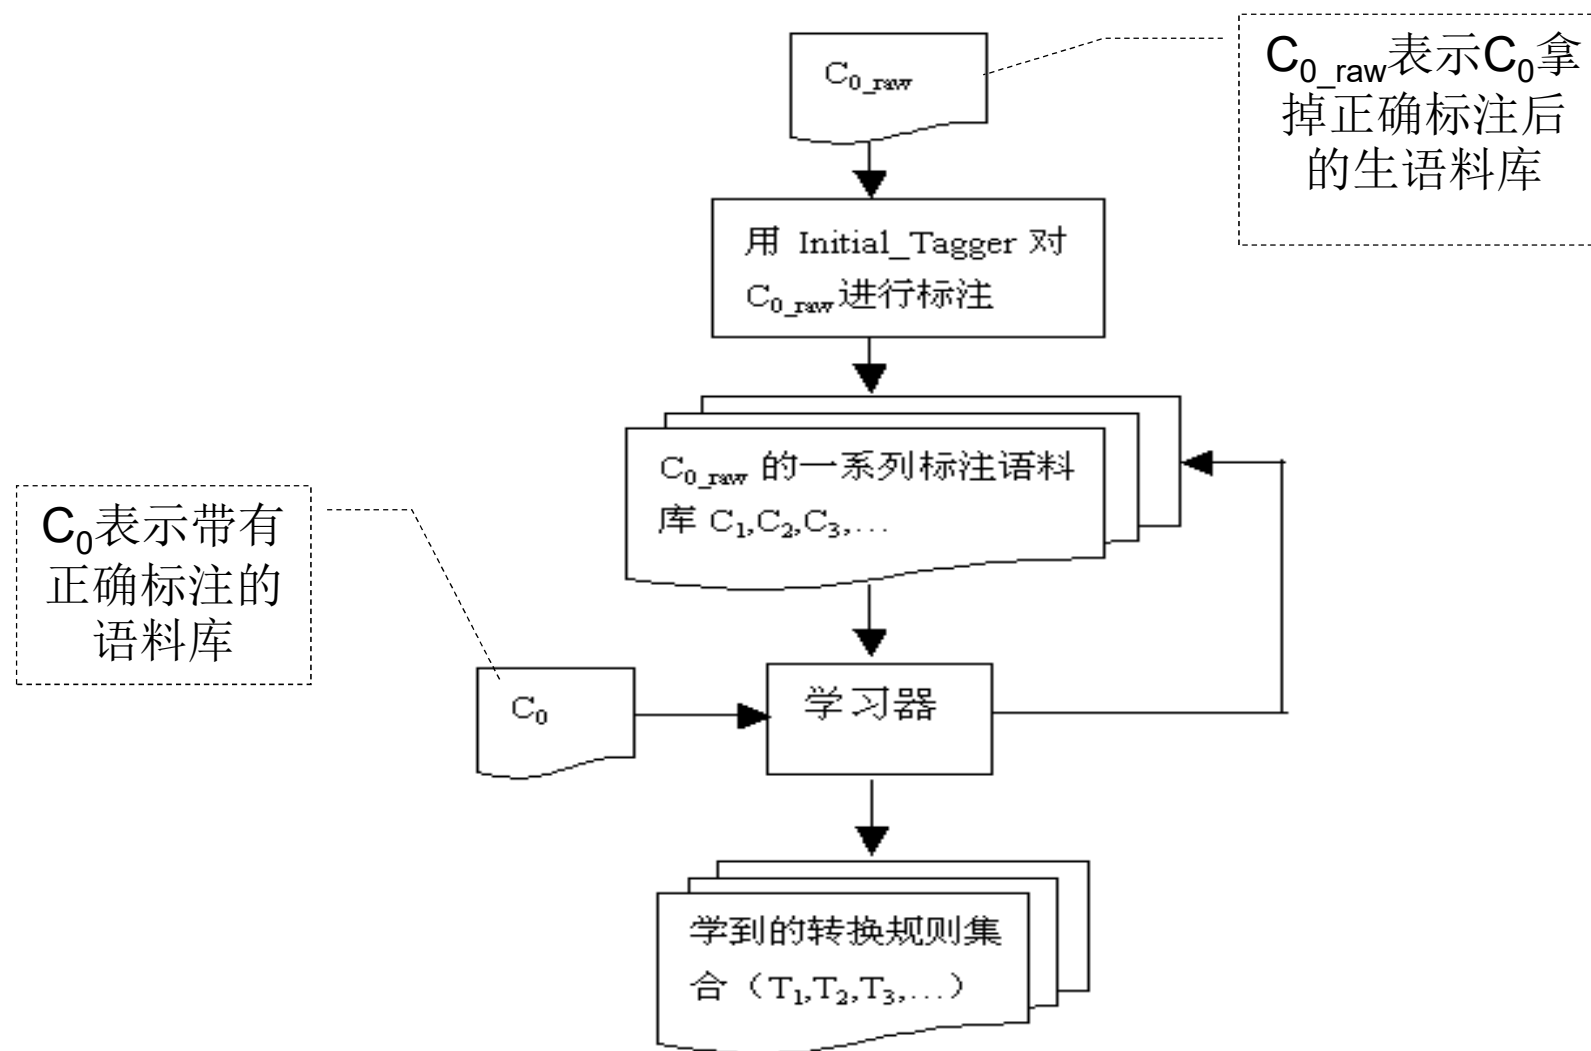 C0_raw
C0_raw表示C0拿
掉正确标注后
的生语料库
用 Initial_Tagger 对
C0_raw进行标注
C0_raw 的一系列标注语料
库 C1,C2,C3,…
C0表示带有
正确标注的
语料库
C0
学习器
学到的转换规则集
合（T1,T2,T3,…）